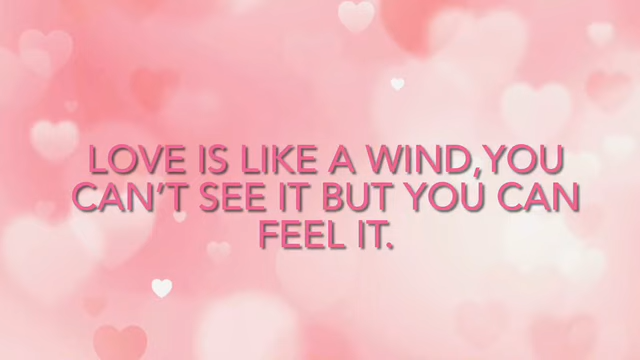 LOVE IS LIKE A WIND,YOU
CAN'T SEE IT BUT YOU CAN
FEEL IT.